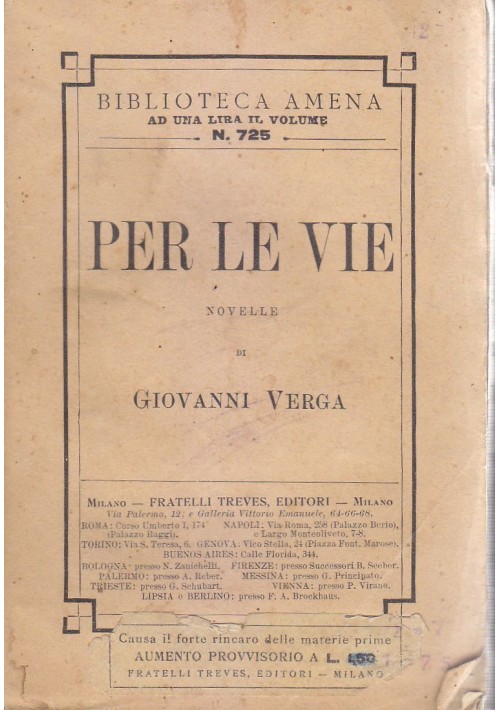 BIBLIOTECA AMENA
AD UNA LIRA IL VOLUME
N. 725
PER LE VIE
NOVELLE
DI
GIOVANNI VERGA
MILANO — FRATELLI TREVES, EDITORI — MILANO
Via Palermo, 12; e Galleria Vittorio Emanuele, 64-66-68.
ROMA: Corso Umberto I, 174 NAPOLI: Via Roma, 258 (Palazzo Berio),
(Palazzo Raggi). e Largo Monteoliveto, 7-8.
TORINO: Via S. Teresa, 6. GENOVA: Vico Stella, 24 (Piazza Font. Marose).
BUENOS AIRES: Calle Florida, 344.
BOLOGNA: presso N. Zanichelli. FIRENZE: presso Successori B. Seeber.
PALERMO: presso A. Reber. MESSINA: presso G. Principato.
TRIESTE: presso G. Schubart. VIENNA: presso P. Virano.
LIPSIA e BERLINO: presso F. A. Brockhaus.
Causa il forte rincaro delle materie prime
AUMENTO PROVVISORIO A L.
FRATELLI TREVES, EDITORI — MILANO